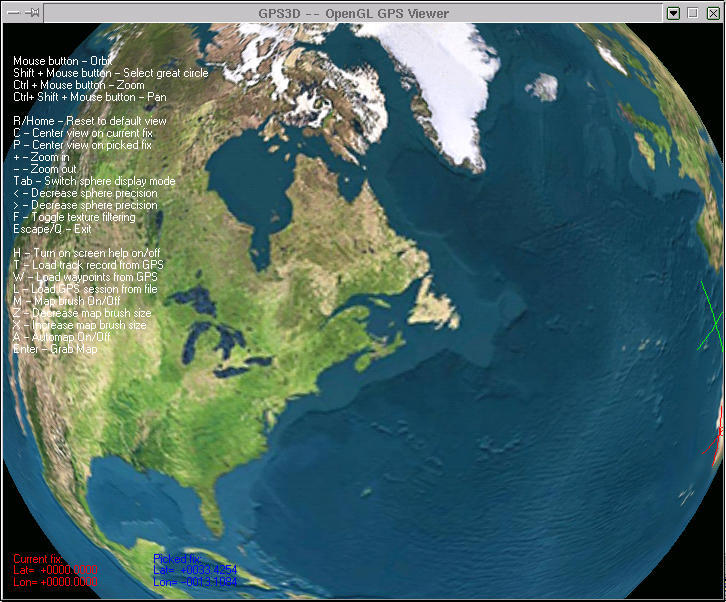 GPS3D -- OpenGL GPS Viewer
Mouse button - Orbit
Shift + Mouse button - Select great circle
Ctrl + Mouse button - Zoom
Ctrl+ Shift + Mouse button - Pan
R/Home - Reset to default view
C - Center view on current fix
P - Center view on picked fix
+ - Zoom in
- - Zoom out
Tab - Switch sphere display mode
< - Decrease sphere precision
> - Decrease sphere precision
F - Toggle texture filtering
Escape/Q - Exit
H - Turn on screen help on/off
T - Load track record from GPS
W - Load waypoints from GPS
L - Load GPS session from file
M - Map brush On/Off
Z - Decrease map brush size
X - Increase map brush size
A - Automap On/Off
Enter - Grab Map
Current fix: Picked fix:
Lat= +0000.0000 Lat= +0033.4254
Lon= +0000.0000 Lon= -0013.1084